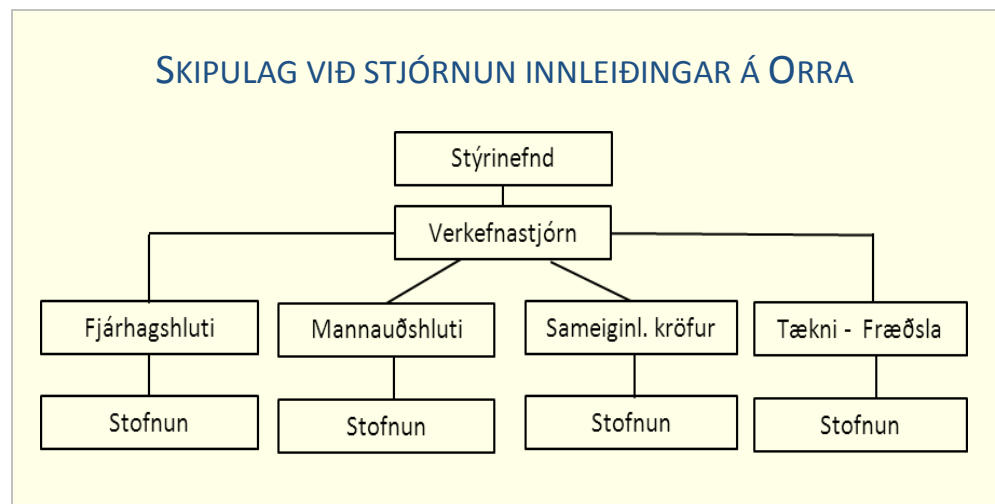 SKIPULAG VIÐ STJÓRNUN INNLEIÐINGAR Á ORRA
Stýrinefnd
Verkefnastjórn
Fjárhagshluti
Mannauðshluti
Sameiginl. kröfur
Tækni - Fræðsla
Stofnun
Stofnun
Stofnun
Stofnun